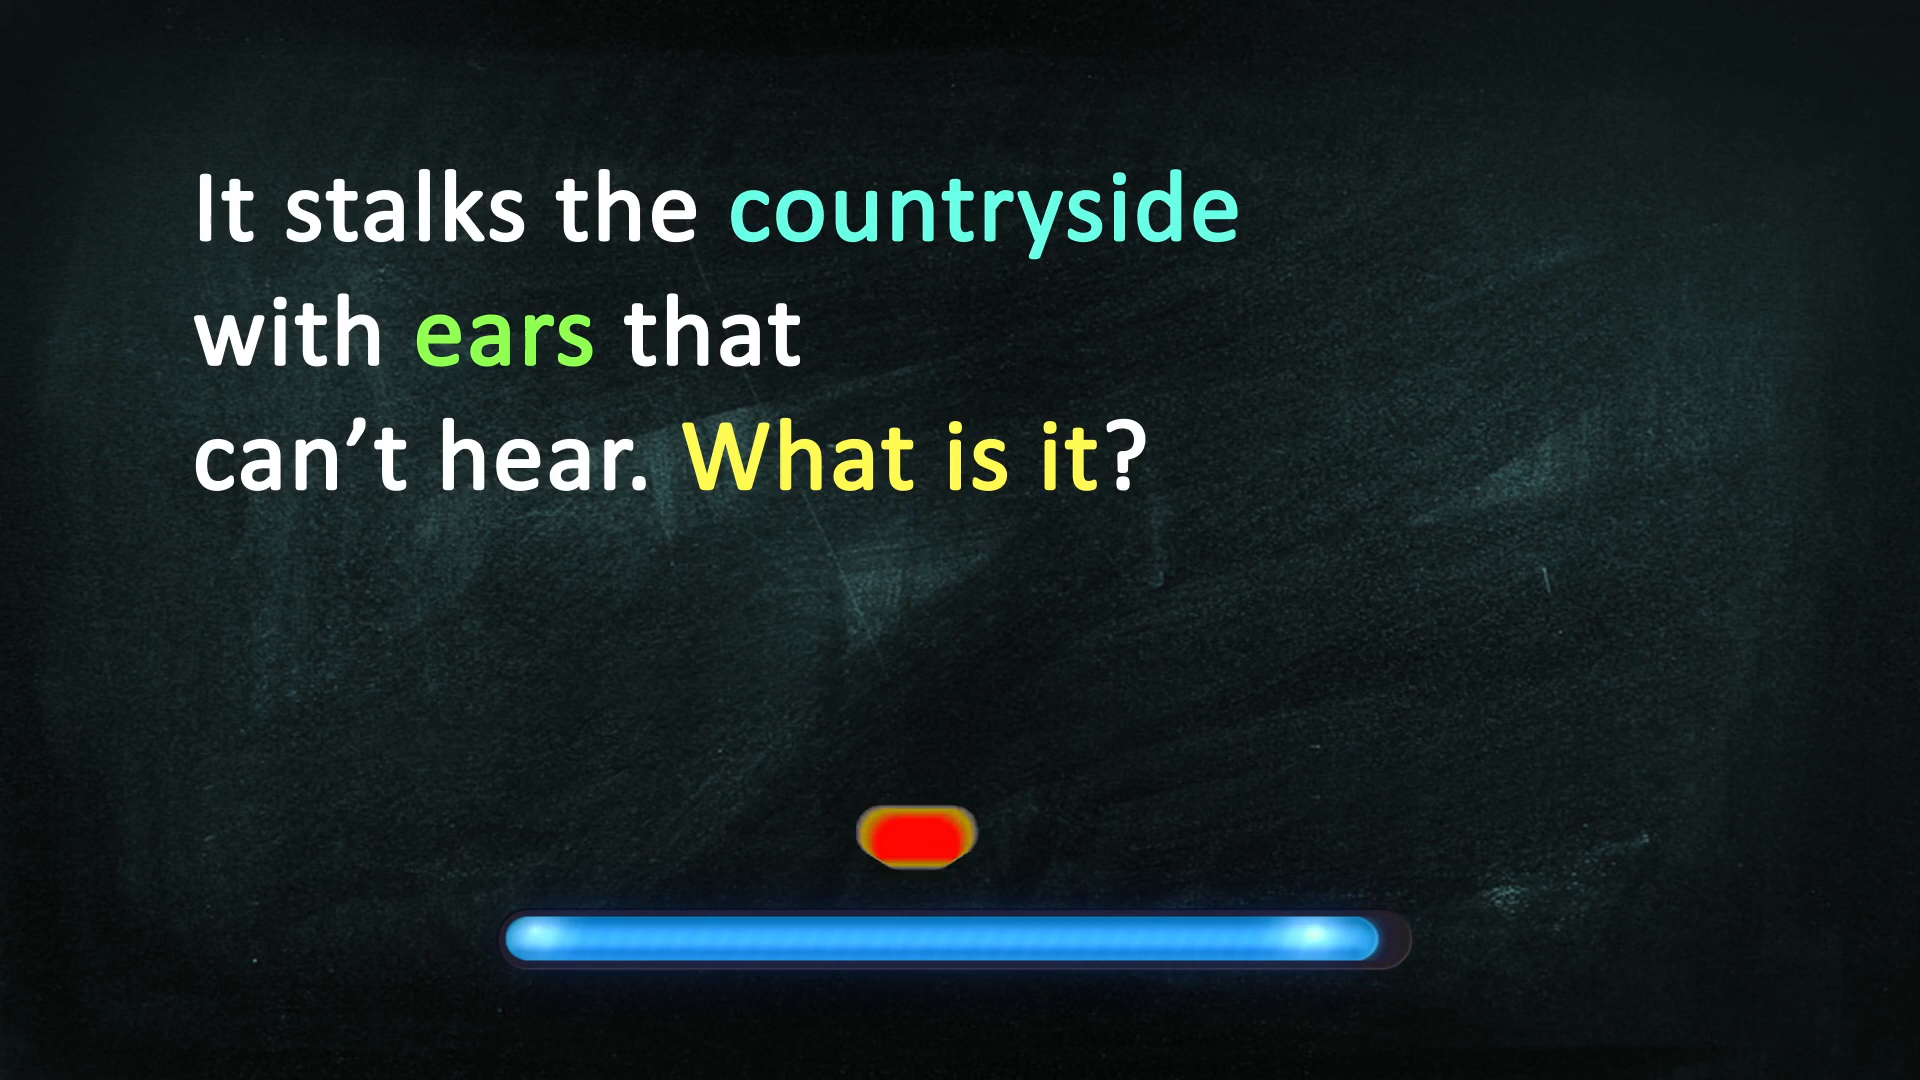 It stalks the countryside
with ears that
can’t hear. What is it?